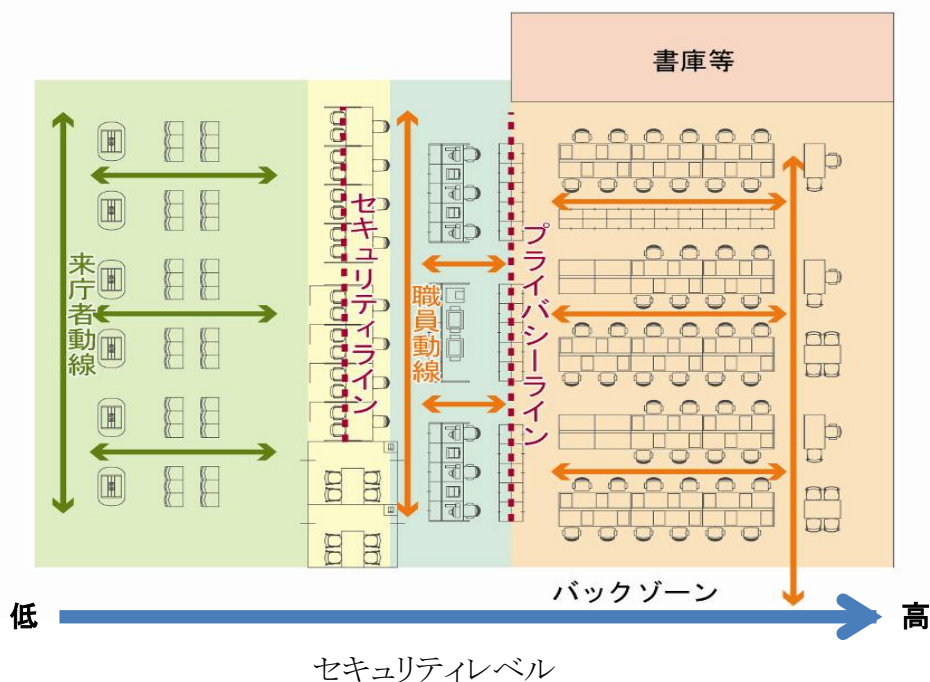 書庫等
来庁者動線
セキュリティライン
職員動線
プライバシーライン
バックゾーン
低
高
セキュリティレベル